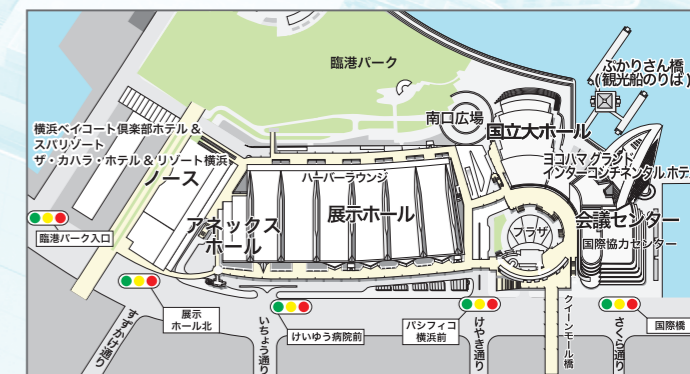 臨港パーク
ぷかりさん橋
(観光船のりば)
南口広場
国立大ホール
横浜ベイコート倶楽部ホテル&
スパリゾート
ザ・カハラ・ホテル&リゾート横浜
ノース
ヨコハマ グランド
インターコンチネンタル ホテ
ハーバーラウンジ
展示ホール
アネックス
ホール
プラザ
会議センター
国際協力センター
臨港パーク入口
展示
ホール北
けいゆう病院前
パシフィコ
横浜前
国際橋
すずかけ通り
いちょう通り
けやき通り
クイーンモール橋
さくら通り